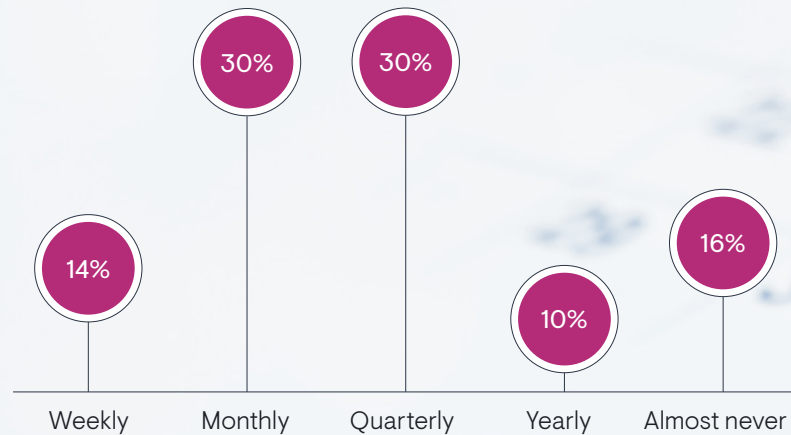 30%
30%
14%
16%
10%
Weekly
Monthly
Quarterly
Yearly
Almost never